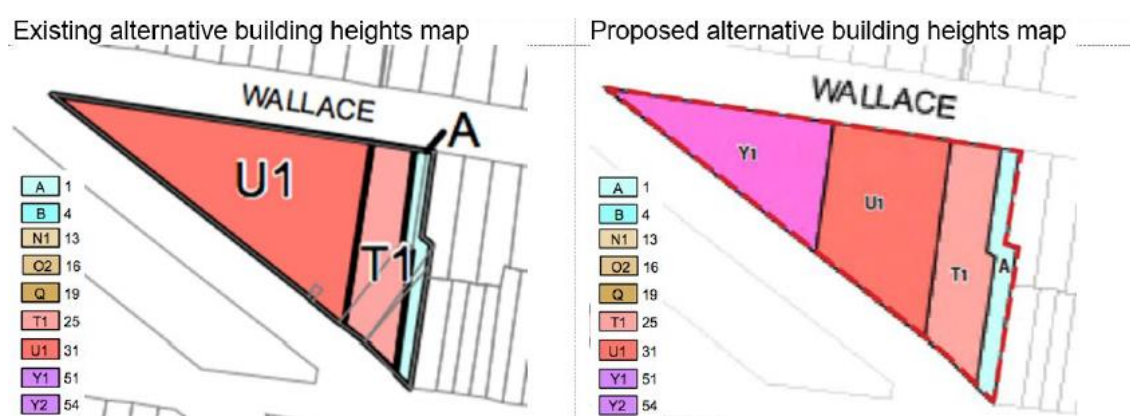 Existing alternative building heights map
WALLACE
A
U1
T1
A 1
B 4
N1 13
O2 16
Q 19
T1 25
U1 31
Y1 51
Y2 54
Proposed alternative building heights map
WALLACE
Y1
U1
T1
A
A 1
B 4
N1 13
O2 16
Q 19
T1 25
U1 31
Y1 51
Y2 54